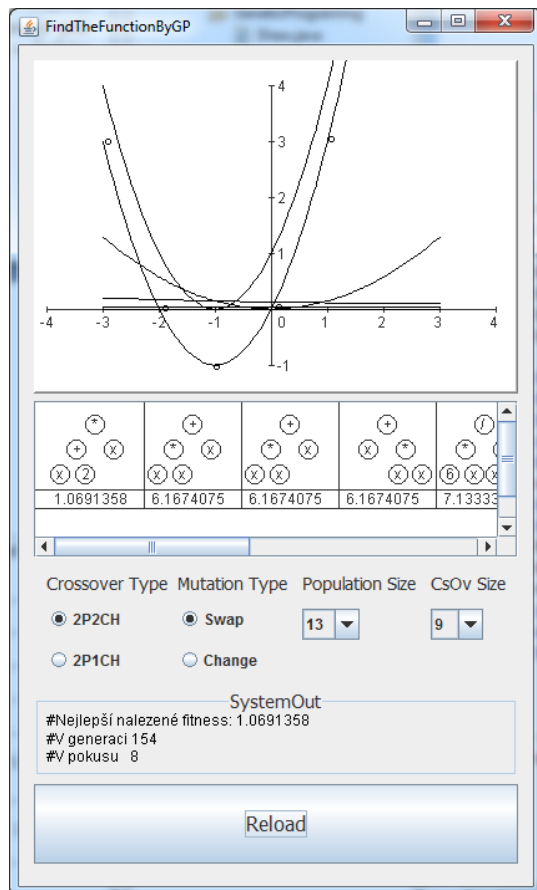 FindTheFunctionByGP
4
3
2
1
-4 -3 -2 -1 0 1 2 3 4
-1
* + + + /
+ x * x * x x * *
x 2 x x x x x x 6 x x
1.0691358 6.1674075 6.1674075 6.1674075 7.13333
Crossover Type Mutation Type Population Size CsOv Size
2P2CH Swap 13 9
2P1CH Change
SystemOut
#Nejlepší nalezené fitness: 1.0691358
#V generaci 154
#V pokusu 8
Reload